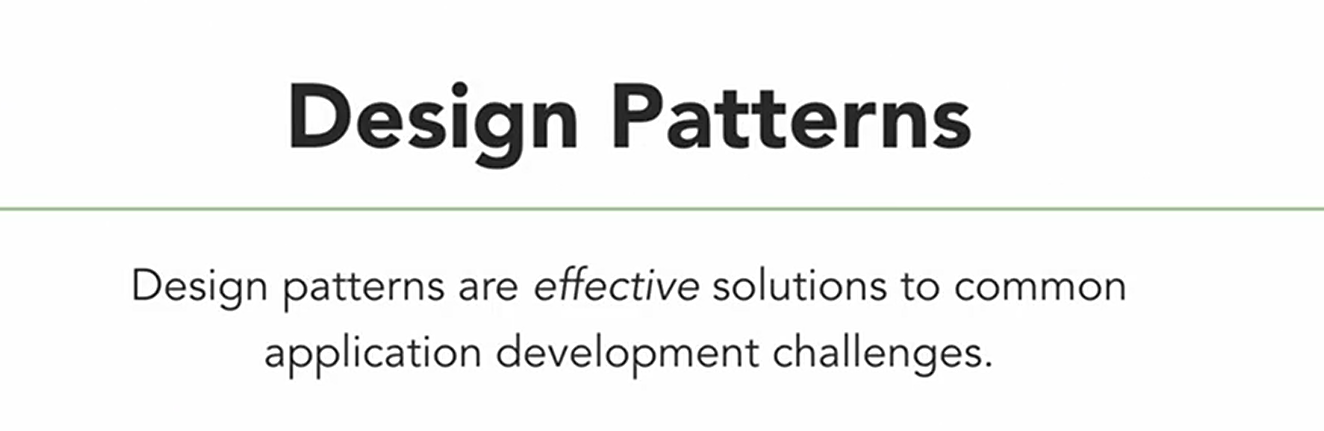 Design Patterns
Design patterns are effective solutions to common
application development challenges.